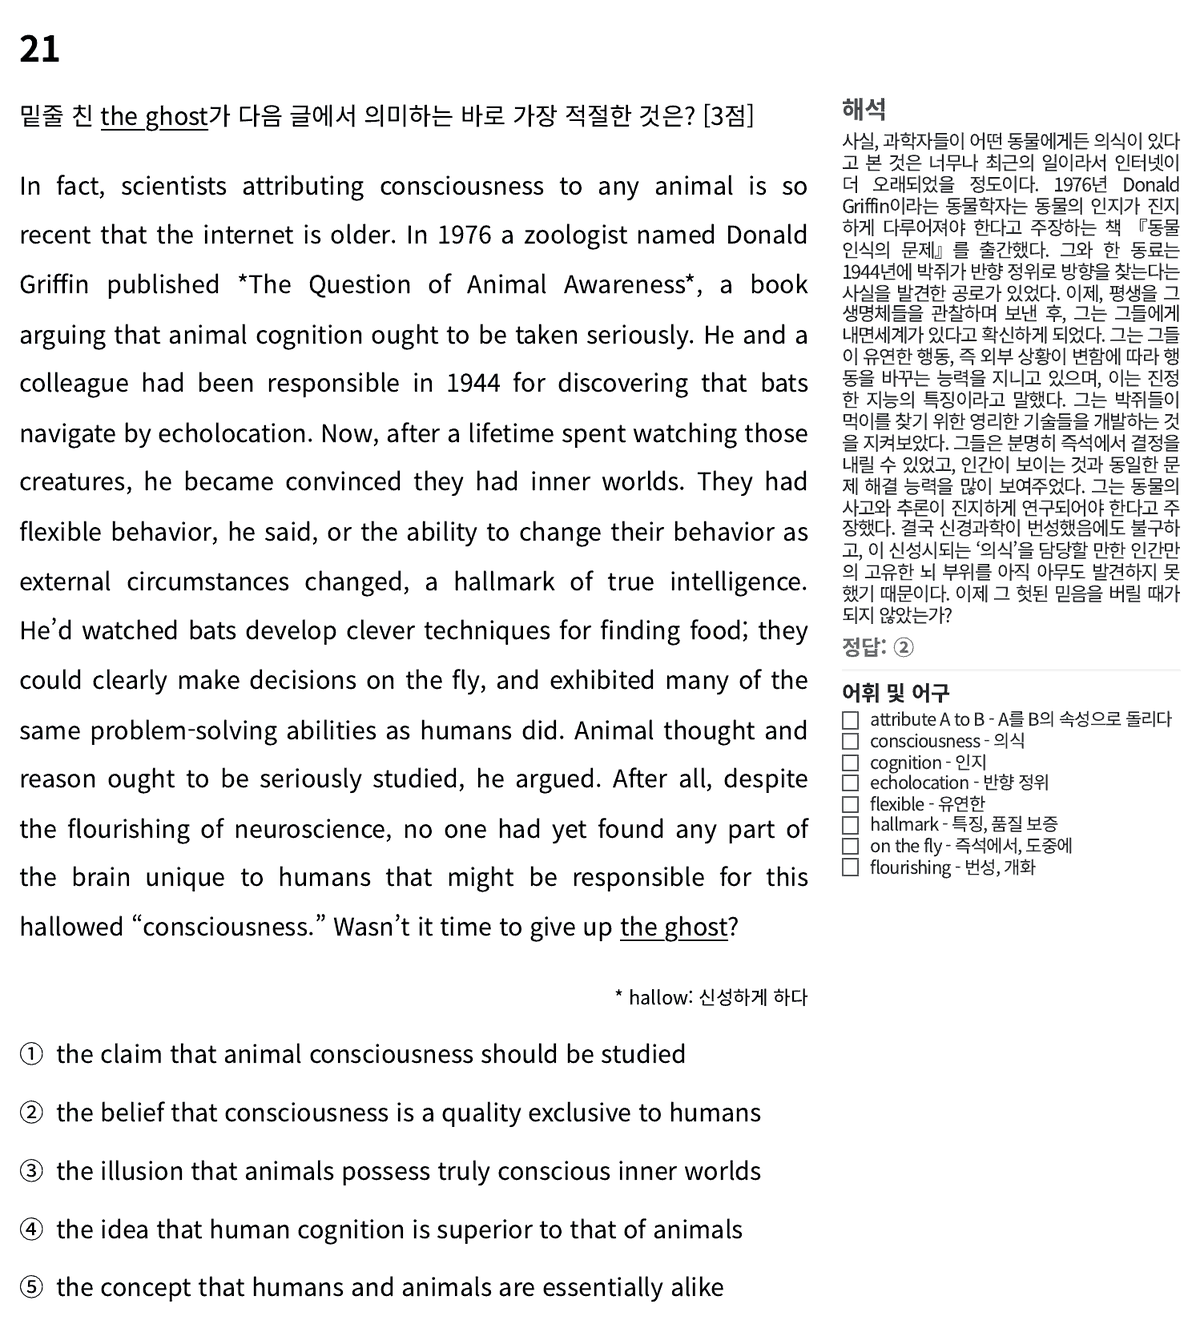 21
밑줄 친 the ghost가 다음 글에서 의미하는 바로 가장 적절한 것은? [3점]
In fact, scientists attributing consciousness to any animal is so
recent that the internet is older. In 1976 a zoologist named Donald
Griffin published *The Question of Animal Awareness*, a book
arguing that animal cognition ought to be taken seriously. He and a
colleague had been responsible in 1944 for discovering that bats
navigate by echolocation. Now, after a lifetime spent watching those
creatures, he became convinced they had inner worlds. They had
flexible behavior, he said, or the ability to change their behavior as
external circumstances changed, a hallmark of true intelligence.
He’d watched bats develop clever techniques for finding food; they
could clearly make decisions on the fly, and exhibited many of the
same problem-solving abilities as humans did. Animal thought and
reason ought to be seriously studied, he argued. After all, despite
the flourishing of neuroscience, no one had yet found any part of
the brain unique to humans that might be responsible for this
hallowed “consciousness.” Wasn’t it time to give up the ghost?
* hallow: 신성하게 하다
① the claim that animal consciousness should be studied
② the belief that consciousness is a quality exclusive to humans
③ the illusion that animals possess truly conscious inner worlds
④ the idea that human cognition is superior to that of animals
⑤ the concept that humans and animals are essentially alike
해석
사실, 과학자들이 어떤 동물에게든 의식이 있다
고 본 것은 너무나 최근의 일이라서 인터넷이
더 오래되었을 정도이다. 1976년 Donald
Griffin이라는 동물학자는 동물의 인지가 진지
하게 다루어져야 한다고 주장하는 책 『동물
인식의 문제』를 출간했다. 그와 한 동료는
1944년에 박쥐가 반향 정위로 방향을 찾는다는
사실을 발견한 공로가 있었다. 이제, 평생을 그
생명체들을 관찰하며 보낸 후, 그는 그들에게
내면세계가 있다고 확신하게 되었다. 그는 그들
이 유연한 행동, 즉 외부 상황이 변함에 따라 행
동을 바꾸는 능력을 지니고 있으며, 이는 진정
한 지능의 특징이라고 말했다. 그는 박쥐들이
먹이를 찾기 위한 영리한 기술들을 개발하는 것
을 지켜보았다. 그들은 분명히 즉석에서 결정을
내릴 수 있었고, 인간이 보이는 것과 동일한 문
제 해결 능력을 많이 보여주었다. 그는 동물의
사고와 추론이 진지하게 연구되어야 한다고 주
장했다. 결국 신경과학이 번성했음에도 불구하
고, 이 신성시되는 ‘의식’을 담당할 만한 인간만
의 고유한 뇌 부위를 아직 아무도 발견하지 못
했기 때문이다. 이제 그 헛된 믿음을 버릴 때가
되지 않았는가?
정답: ②
어휘 및 어구
□ attribute A to B - A를 B의 속성으로 돌리다
□ consciousness - 의식
□ cognition - 인지
□ echolocation - 반향 정위
□ flexible - 유연한
□ hallmark - 특징, 품질 보증
□ on the fly - 즉석에서, 도중에
□ flourishing - 번성, 개화